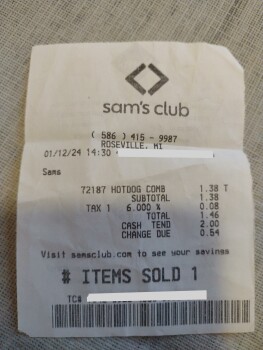 sam's club
( 586 ) 415 - 9987
ROSEVILLE, MI
01/12/24 14:30
Sams
72187 HOTDOG COMB 1.38 T
SUBTOTAL 1.38
TAX 1 6.000 % 0.08
TOTAL 1.46
CASH TEND 2.00
CHANGE DUE 0.54
Visit samsclub.com to see your savings
# ITEMS SOLD 1
TC#